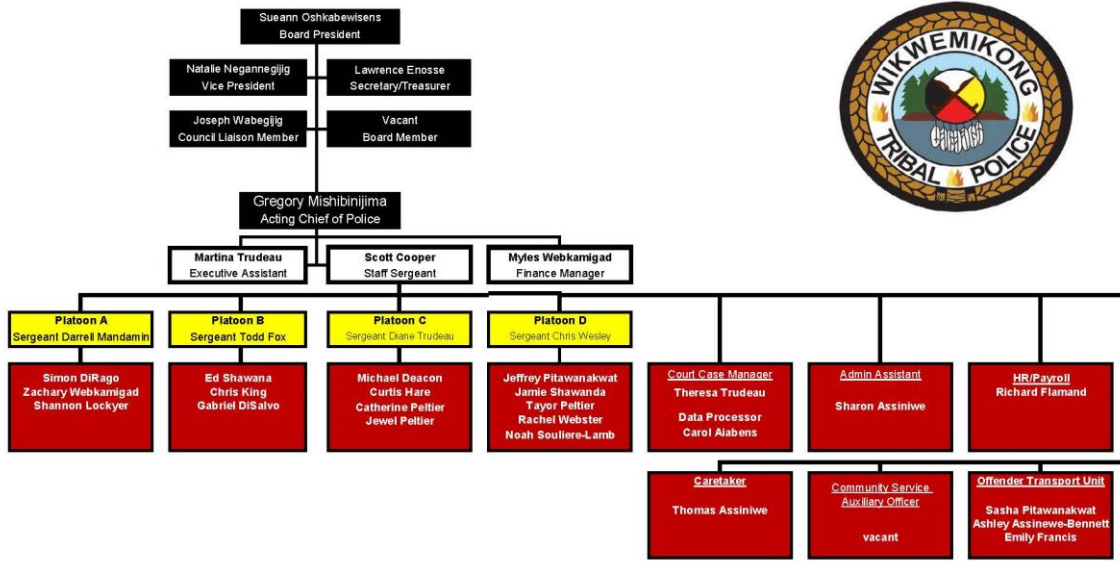 Sueann Oshkabewisens
Board President
Natalie Negannegijig
Vice President
Lawrence Enosse
Secretary/Treasurer
Joseph Wabegijig
Council Liaison Member
Vacant
Board Member
WIKWEMIKONG
TRIBAL POLICE
Gregory Mishibinijima
Acting Chief of Police
Martina Trudeau
Executive Assistant
Scott Cooper
Staff Sergeant
Myles Webkamigad
Finance Manager
Platoon A
Sergeant Darrell Mandamin
Platoon B
Sergeant Todd Fox
Platoon C
Sergeant Diane Trudeau
Platoon D
Sergeant Chris Wesley
Simon DiRago
Zachary Webkamigad
Shannon Lockyer
Ed Shawana
Chris King
Gabriel DiSalvo
Michael Deacon
Curtis Hare
Catherine Peltier
Jewel Peltier
Jeffrey Pitawanakwat
Jamie Shawanda
Tayor Peltier
Rachel Webster
Noah Souliere-Lamb
Court Case Manager
Theresa Trudeau
Data Processor
Carol Aiabens
Admin Assistant
Sharon Assiniwe
HR/Payroll
Richard Flamand
Caretaker
Thomas Assiniwe
Community Service
Auxiliary Officer
vacant
Offender Transport Unit
Sasha Pitawanakwat
Ashley Assinewe-Bennett
Emily Francis